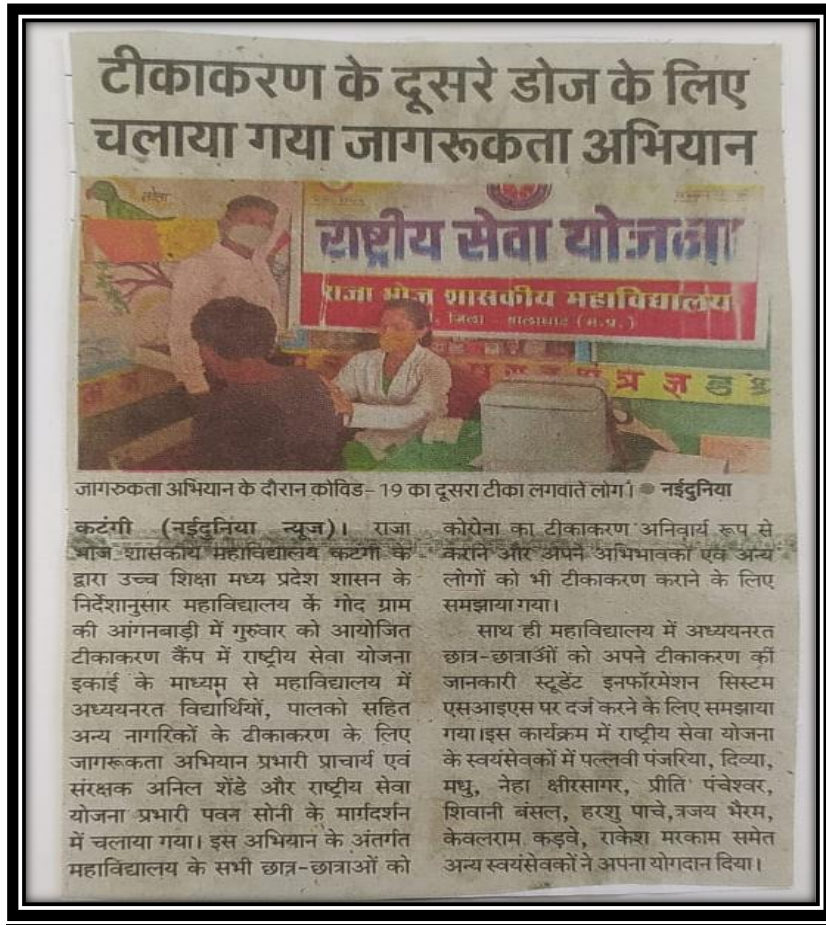 टीकाकरण के दूसरे डोज के लिए
चलाया गया जागरूकता अभियान
तोता
राष्ट्रीय सेवा योजना
राजा भोज शासकीय महाविद्यालय
जिला - बालाघाट (म.प्र.)
त्र ज्ञ ड ढ
जागरुकता अभियान के दौरान कोविड-19 का दूसरा टीका लगवाते लोग। ● नईदुनिया
कटंगी (नईदुनिया न्यूज)। राजा
भोज शासकीय महाविद्यालय कटंगी के
द्वारा उच्च शिक्षा मध्य प्रदेश शासन के
निर्देशानुसार महाविद्यालय के गोद ग्राम
की आंगनबाड़ी में गुरुवार को आयोजित
टीकाकरण कैंप में राष्ट्रीय सेवा योजना
इकाई के माध्यम से महाविद्यालय में
अध्ययनरत विद्यार्थियों, पालको सहित
अन्य नागरिकों के टीकाकरण के लिए
जागरूकता अभियान प्रभारी प्राचार्य एवं
संरक्षक अनिल शेंडे और राष्ट्रीय सेवा
योजना प्रभारी पवन सोनी के मार्गदर्शन
में चलाया गया। इस अभियान के अंतर्गत
महाविद्यालय के सभी छात्र-छात्राओं को
कोरोना का टीकाकरण अनिवार्य रूप से
कराने और अपने अभिभावकों एवं अन्य
लोगों को भी टीकाकरण कराने के लिए
समझाया गया।
साथ ही महाविद्यालय में अध्ययनरत
छात्र-छात्राओं को अपने टीकाकरण की
जानकारी स्टूडेंट इनफॉरमेशन सिस्टम
एसआइएस पर दर्ज करने के लिए समझाया
गया।इस कार्यक्रम में राष्ट्रीय सेवा योजना
के स्वयंसेवकों में पल्लवी पंजरिया, दिव्या,
मधु, नेहा क्षीरसागर, प्रीति पंचेश्वर,
शिवानी बंसल, हरशु पाचे,त्रजय भैरम,
केवलराम कड़वे, राकेश मरकाम समेत
अन्य स्वयंसेवकों ने अपना योगदान दिया।